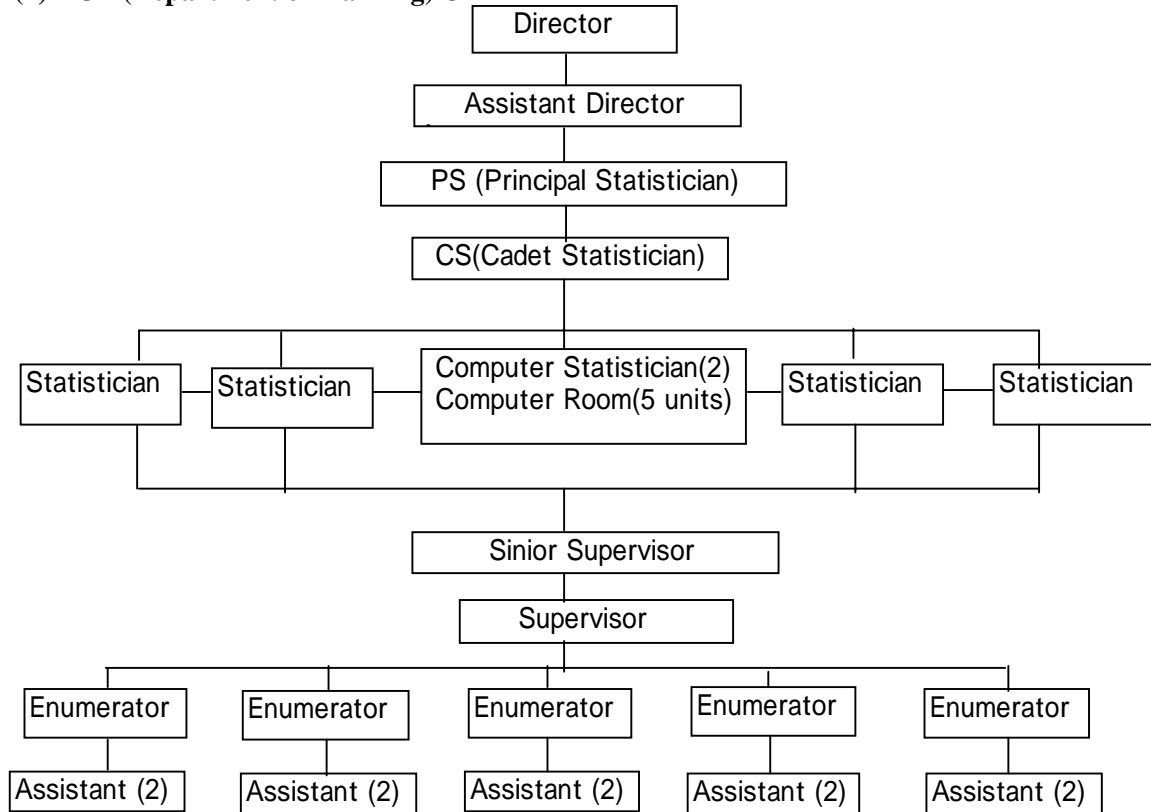 Director
Assistant Director
PS (Principal Statistician)
CS(Cadet Statistician)
Statistician
Statistician
Computer Statistician(2)
Computer Room(5 units)
Statistician
Statistician
Sinior Supervisor
Supervisor
Enumerator
Enumerator
Enumerator
Enumerator
Enumerator
Assistant (2)
Assistant (2)
Assistant (2)
Assistant (2)
Assistant (2)